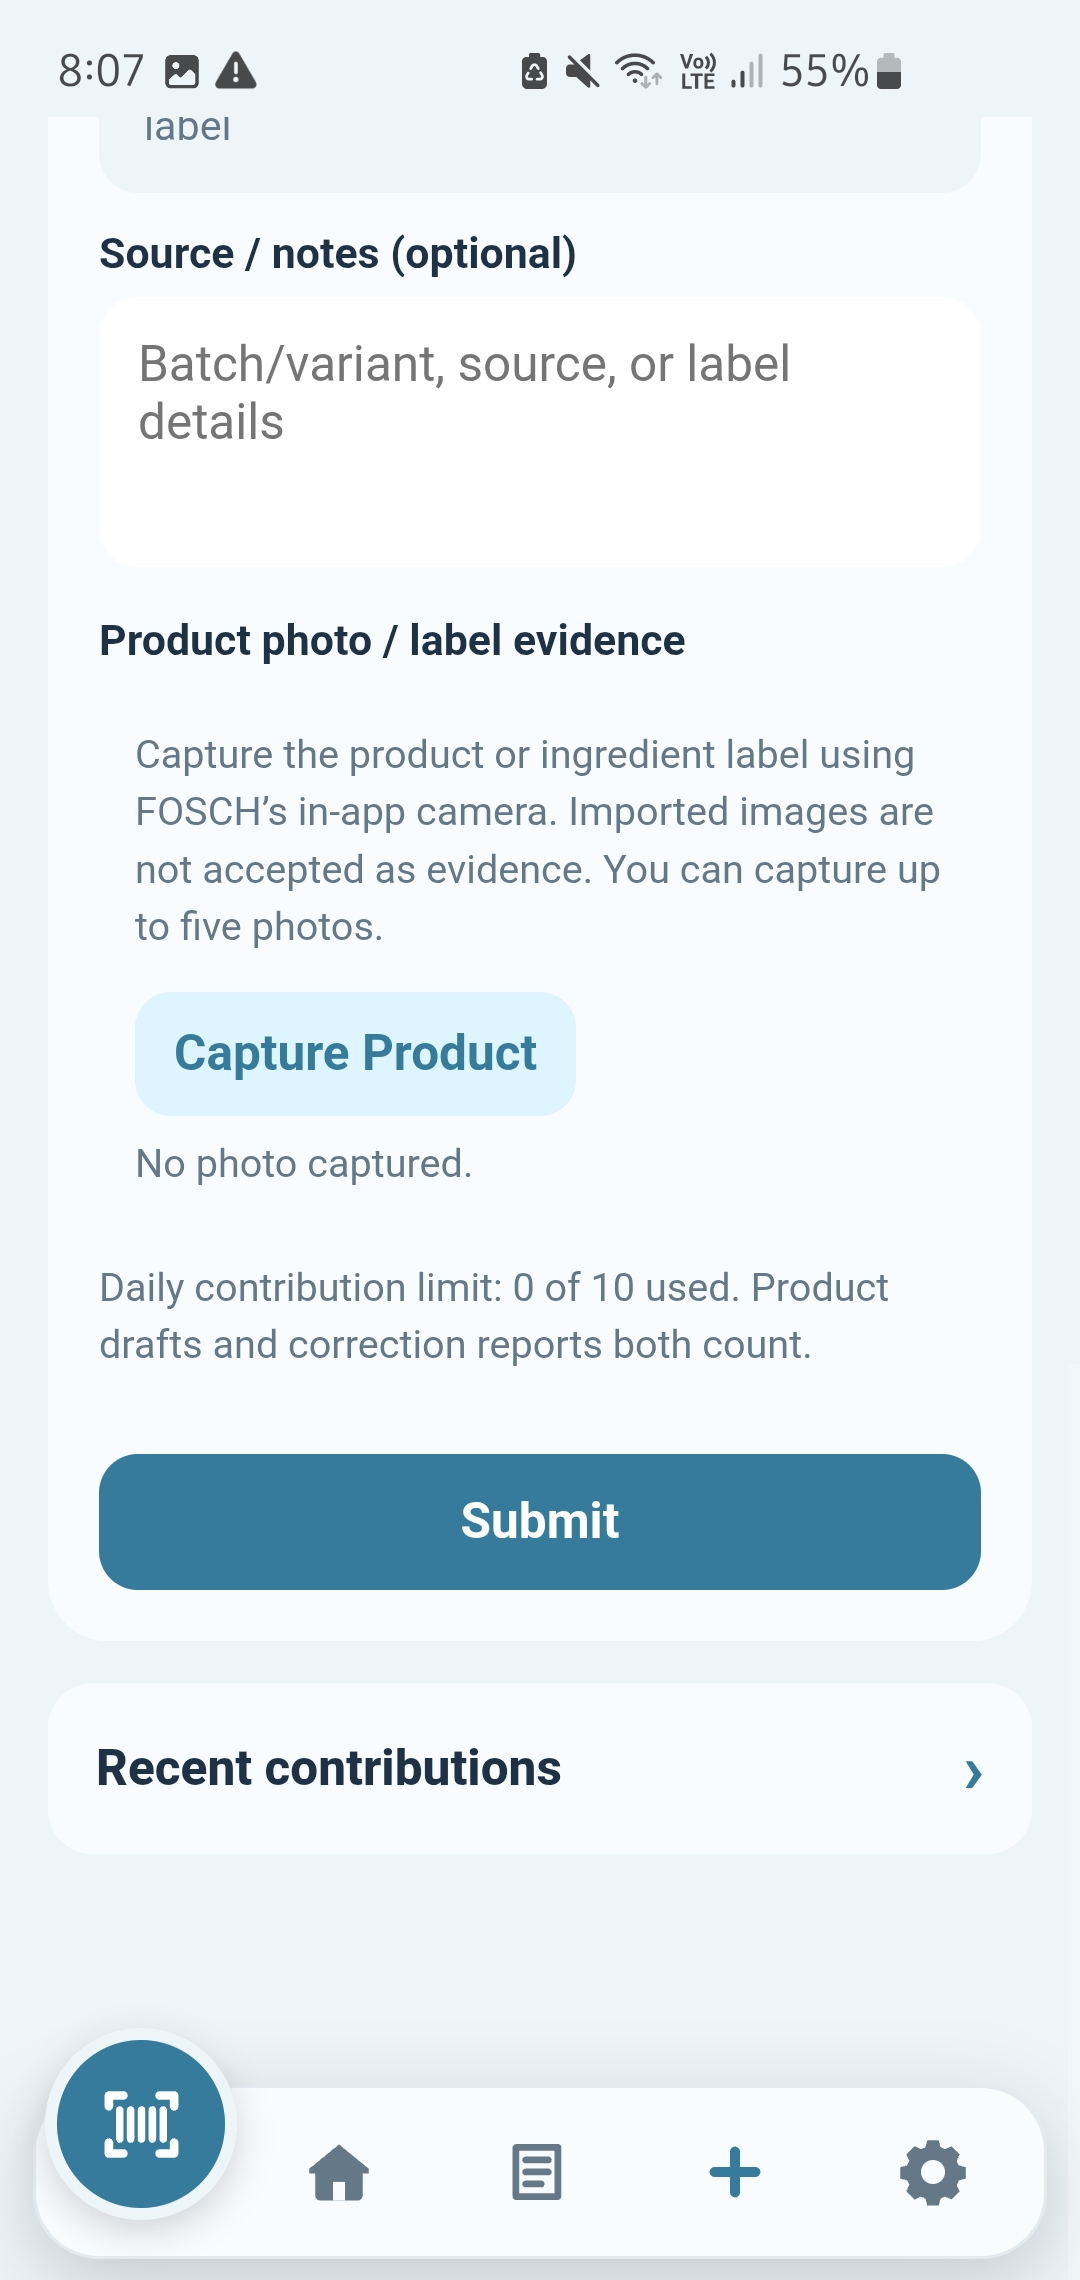 8:07
Vo)) LTE
55%
label
Source / notes (optional)
Batch/variant, source, or label
details
Product photo / label evidence
Capture the product or ingredient label using
FOSCH’s in-app camera. Imported images are
not accepted as evidence. You can capture up
to five photos.
Capture Product
No photo captured.
Daily contribution limit: 0 of 10 used. Product
drafts and correction reports both count.
Submit
Recent contributions